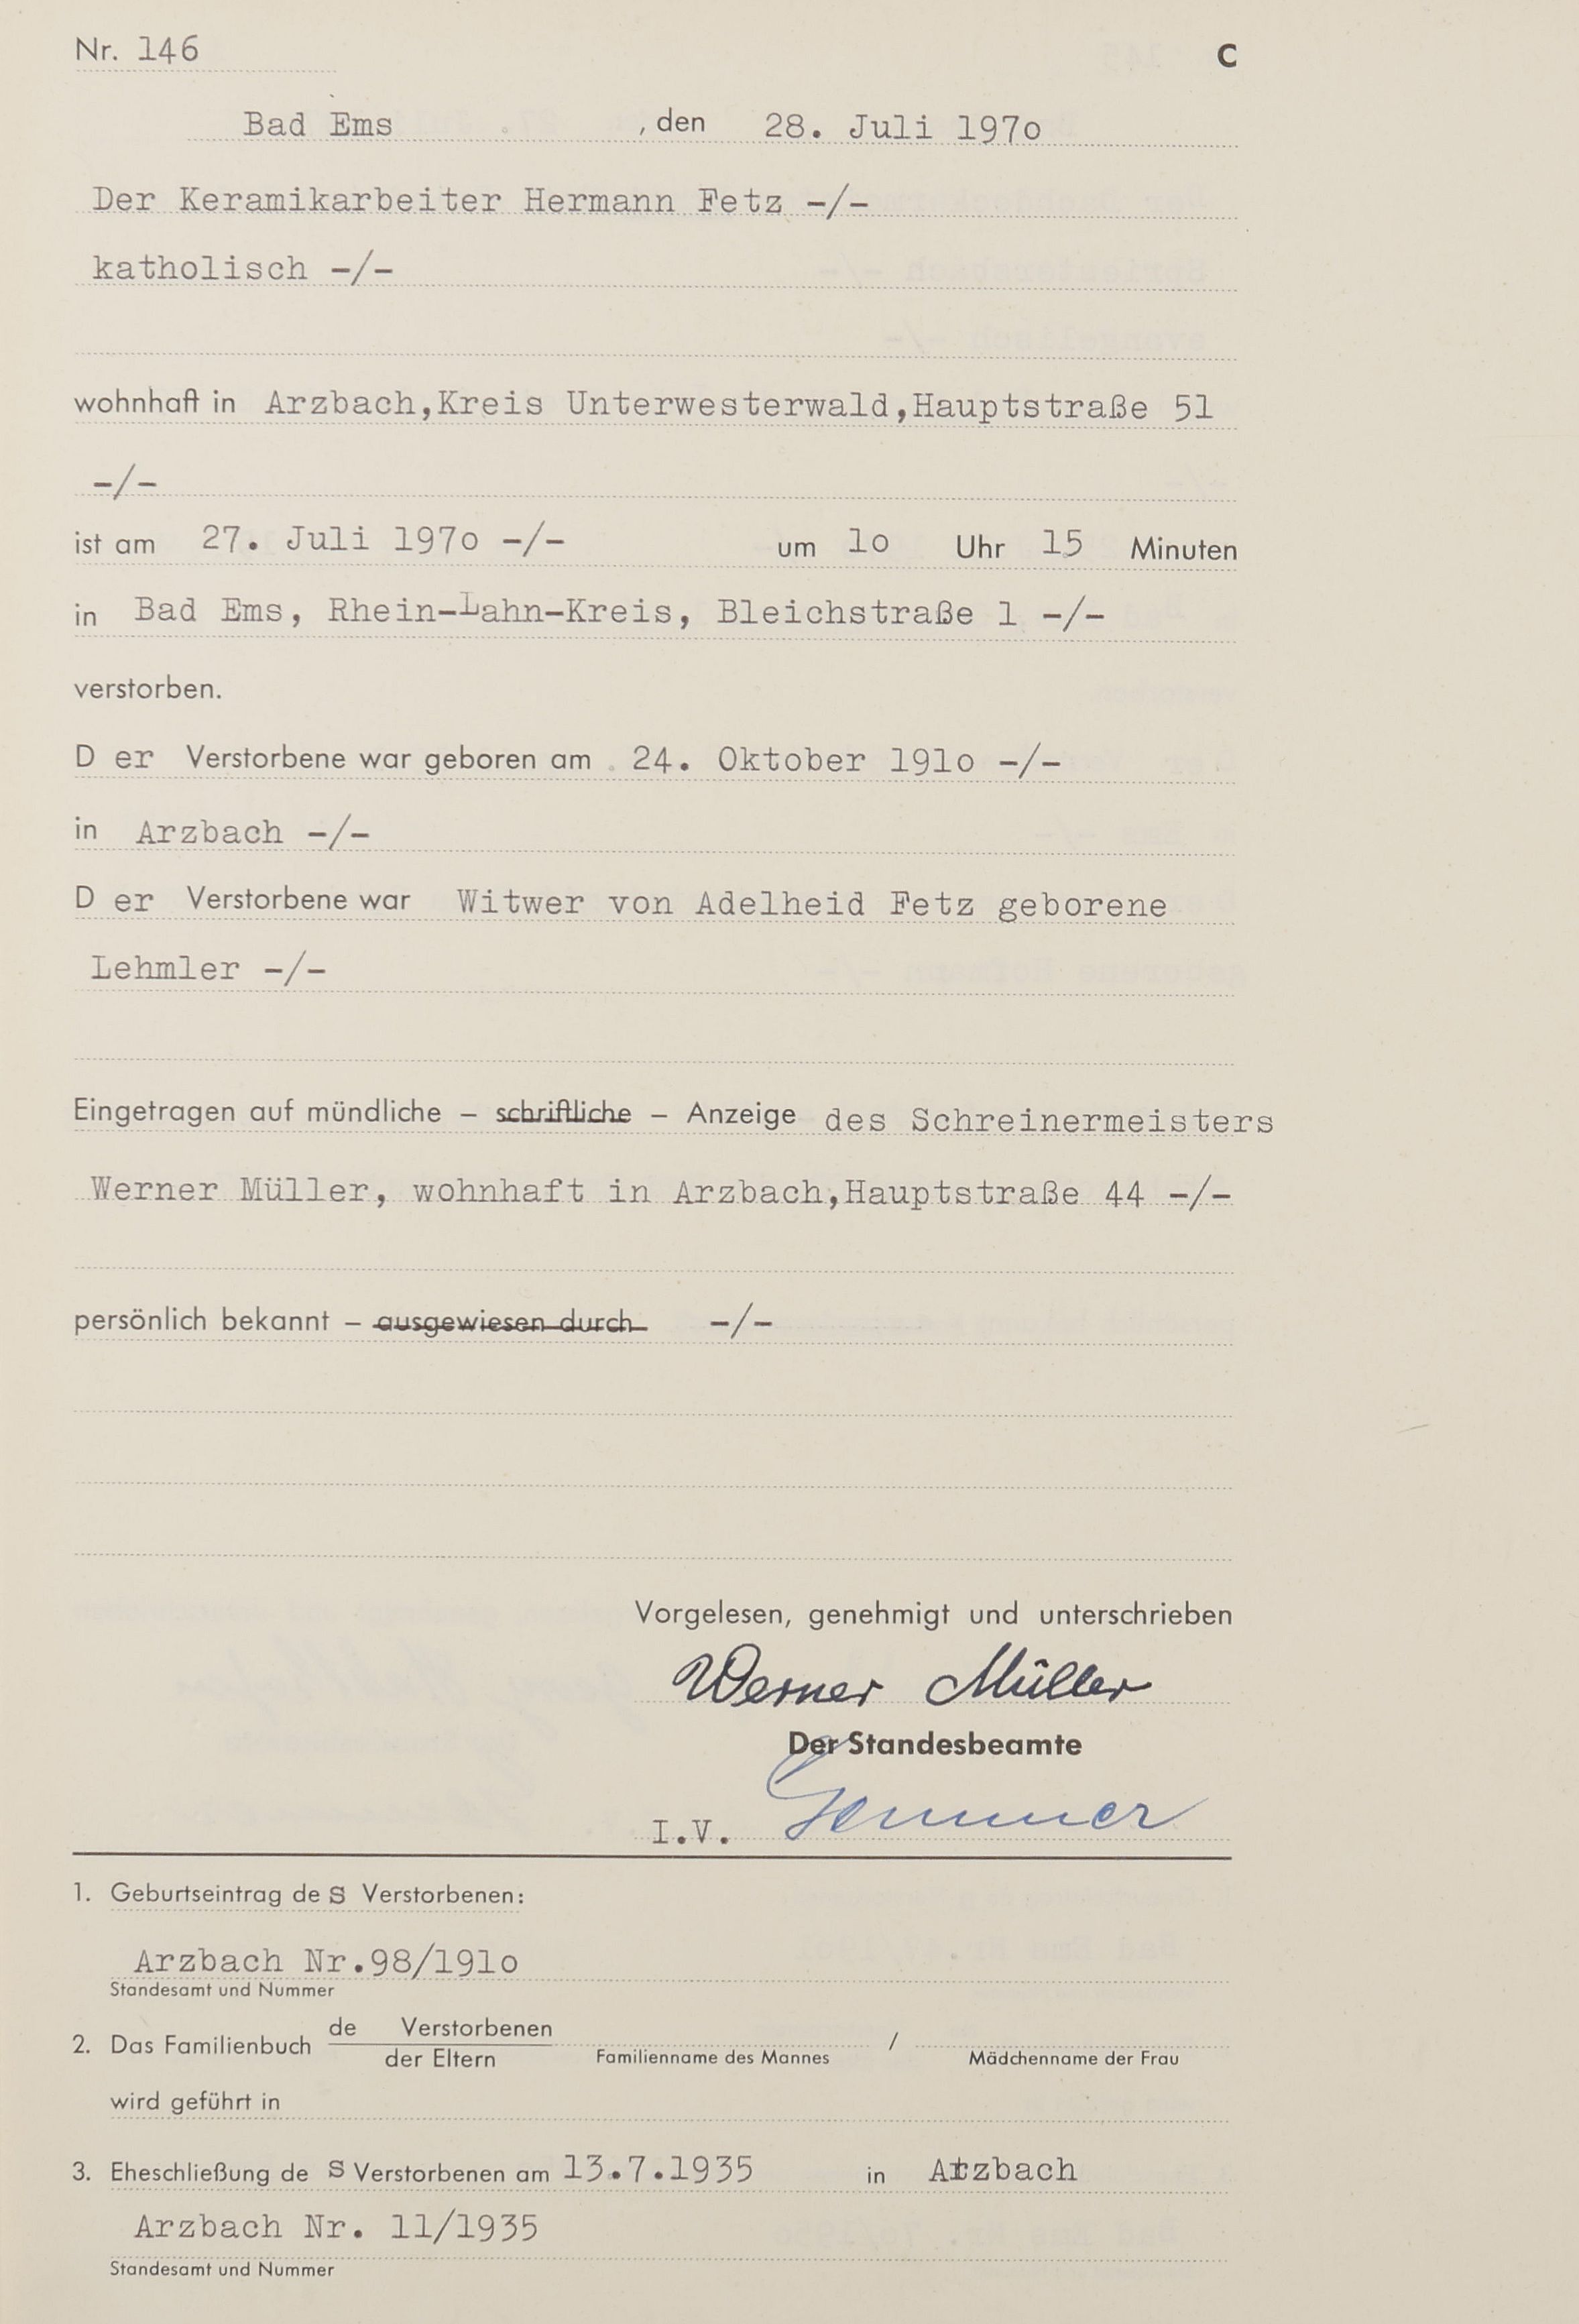 Nr. 146
C
Bad Ems , den 28. Juli 197o
Der Keramikarbeiter Hermann Fetz -/-
katholisch -/-
wohnhaft in Arzbach,Kreis Unterwesterwald,Hauptstraße 51
-/-
ist am 27. Juli 197o -/- um 1o Uhr 15 Minuten
in Bad Ems, Rhein-Lahn-Kreis, Bleichstraße 1 -/-
verstorben.
D er Verstorbene war geboren am 24. Oktober 191o -/-
in Arzbach -/-
D er Verstorbene war Witwer von Adelheid Fetz geborene
Lehmler -/-
Eingetragen auf mündliche – schriftliche – Anzeige des Schreinermeisters
Werner Müller, wohnhaft in Arzbach,Hauptstraße 44 -/-
persönlich bekannt – ausgewiesen durch -/-
Vorgelesen, genehmigt und unterschrieben
Werner Müller
Der Standesbeamte
I.V.
1. Geburtseintrag de s Verstorbenen:
Arzbach Nr.98/191o
Standesamt und Nummer
2. Das Familienbuch de Verstorbenen
der Eltern
Familienname des Mannes / Mädchenname der Frau
wird geführt in
3. Eheschließung de s Verstorbenen am 13.7.1935 in Arzbach
Arzbach Nr. 11/1935
Standesamt und Nummer